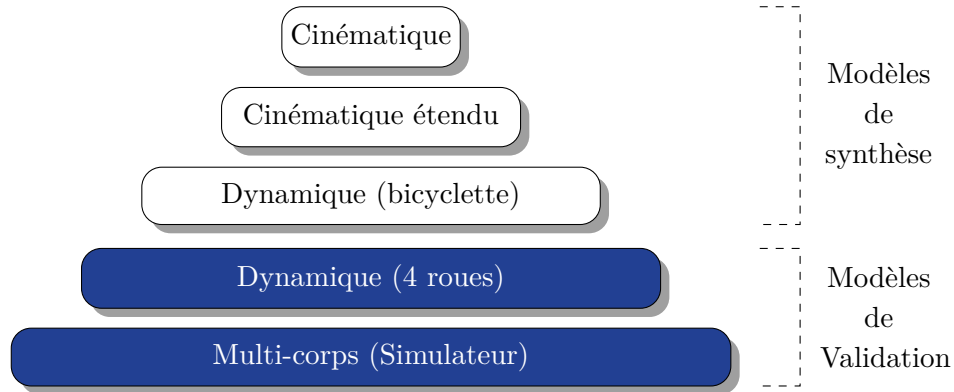 Cinématique
Cinématique étendu
Dynamique (bicyclette)
Modèles
de
synthèse
Dynamique (4 roues)
Multi-corps (Simulateur)
Modèles
de
Validation